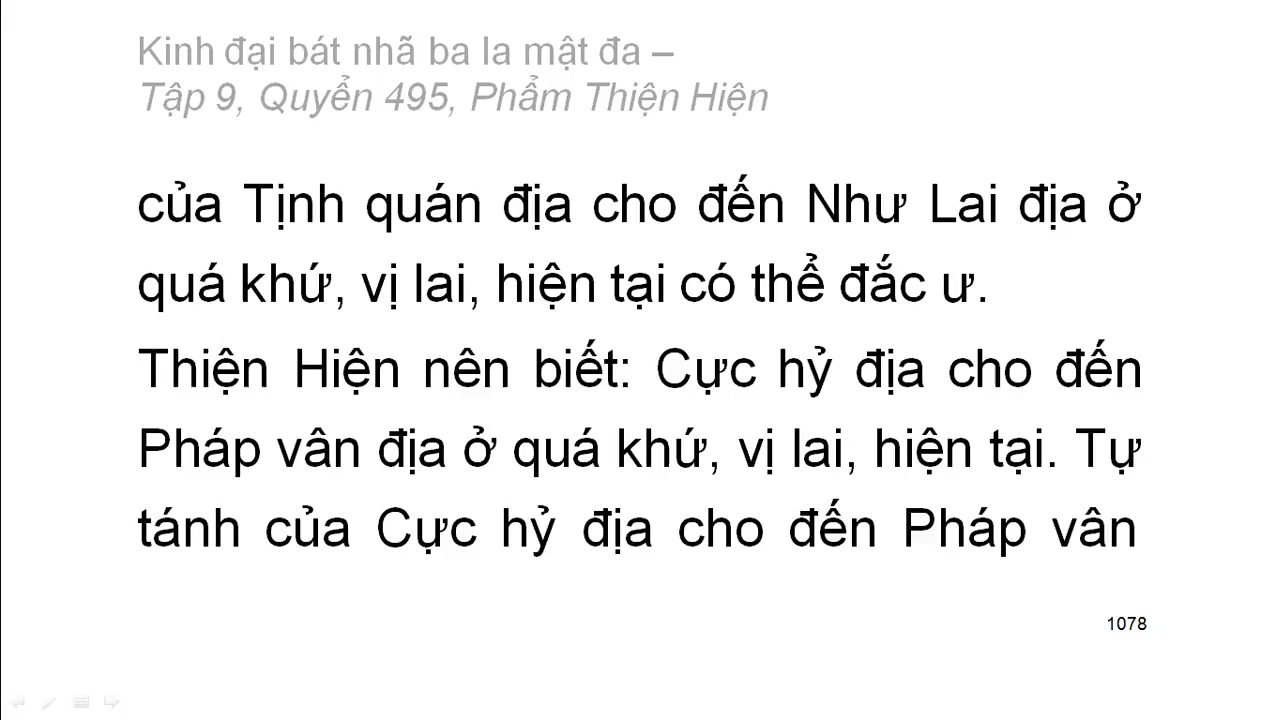 Kinh đại bát nhã ba la mật đa –
Tập 9, Quyển 495, Phẩm Thiện Hiện
của Tịnh quán địa cho đến Như Lai địa ở
quá khứ, vị lai, hiện tại có thể đắc ư.
Thiện Hiện nên biết: Cực hỷ địa cho đến
Pháp vân địa ở quá khứ, vị lai, hiện tại. Tự
tánh của Cực hỷ địa cho đến Pháp vân
1078